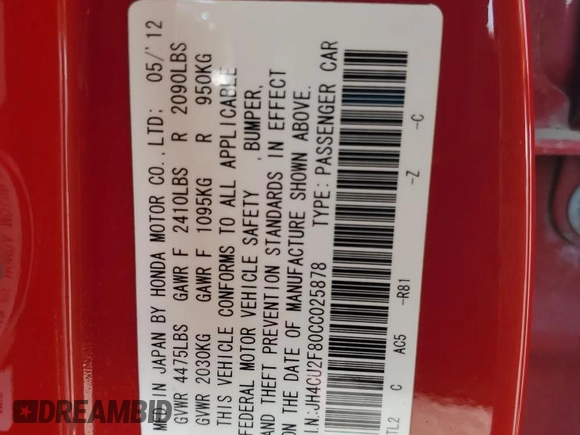 MFD. IN JAPAN BY HONDA MOTOR CO.,LTD: 05/'12
GVWR 4475LBS GAWR F 2410LBS R 2090LBS
GVWR 2030KG GAWR F 1095KG R 950KG
THIS VEHICLE CONFORMS TO ALL APPLICABLE
FEDERAL MOTOR VEHICLE SAFETY , BUMPER,
AND THEFT PREVENTION STANDARDS IN EFFECT
ON THE DATE OF MANUFACTURE SHOWN ABOVE.
I.N.:JH4CU2F80CC025878 TYPE: PASSENGER CAR
TL2 C AC5 -R81 -Z -C
DREAMBID